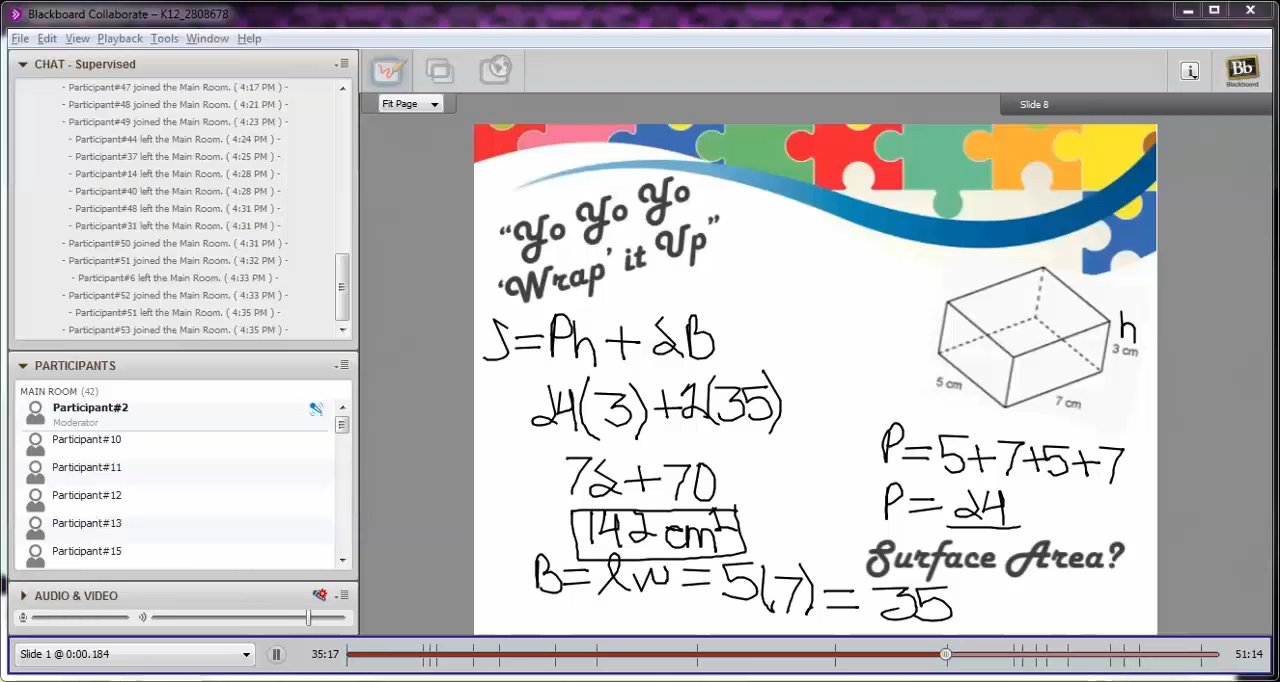 Blackboard Collaborate – K12_2808678
File Edit View Playback Tools Window Help
CHAT - Supervised
- Participant#47 joined the Main Room. ( 4:17 PM ) -
- Participant#48 joined the Main Room. ( 4:21 PM ) -
- Participant#49 joined the Main Room. ( 4:23 PM ) -
- Participant#44 left the Main Room. ( 4:24 PM ) -
- Participant#37 left the Main Room. ( 4:25 PM ) -
- Participant#14 left the Main Room. ( 4:28 PM ) -
- Participant#40 left the Main Room. ( 4:28 PM ) -
- Participant#48 left the Main Room. ( 4:31 PM ) -
- Participant#31 left the Main Room. ( 4:31 PM ) -
- Participant#50 joined the Main Room. ( 4:31 PM ) -
- Participant#51 joined the Main Room. ( 4:32 PM ) -
- Participant#6 left the Main Room. ( 4:33 PM ) -
- Participant#52 joined the Main Room. ( 4:33 PM ) -
- Participant#51 left the Main Room. ( 4:35 PM ) -
- Participant#53 joined the Main Room. ( 4:35 PM ) -
PARTICIPANTS
MAIN ROOM (42)
Participant#2
Moderator
Participant#10
Participant#11
Participant#12
Participant#13
Participant#15
AUDIO & VIDEO
Bb
Blackboard
Fit Page
Slide 8
"Yo Yo Yo
'Wrap' it Up"
S=Ph+2B
24(3)+2(35)
72+70
142 cm²
B=lw=5(7)=35
h
3 cm
5 cm
7 cm
P=5+7+5+7
P=24
Surface Area?
Slide 1 @ 0:00.184
35:17
51:14